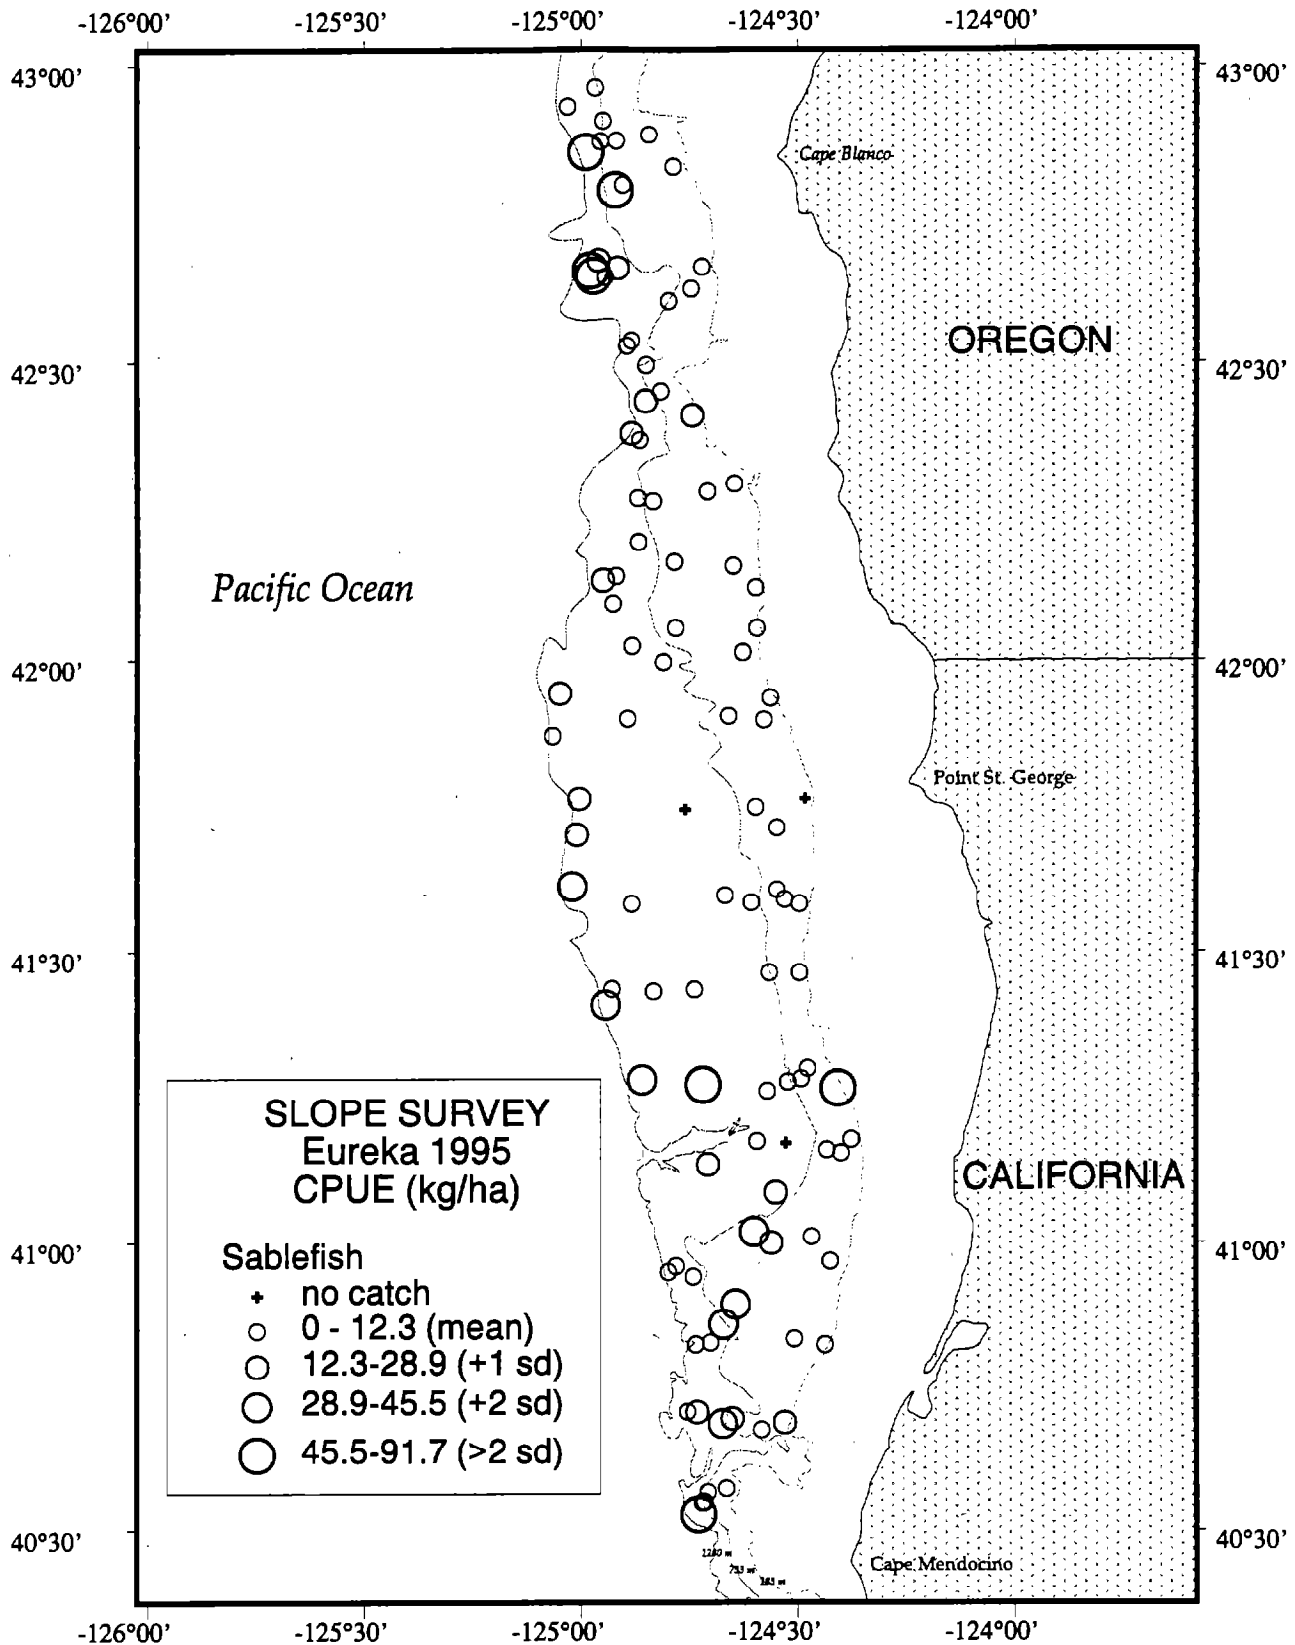 -126°00' -125°30' -125°00' -124°30' -124°00'
43°00' 43°00'
Cape Blanco
OREGON
42°30' 42°30'
Pacific Ocean
42°00' 42°00'
Point St. George
41°30' 41°30'
SLOPE SURVEY
Eureka 1995
CPUE (kg/ha)
CALIFORNIA
Sablefish
no catch
0 - 12.3 (mean)
12.3-28.9 (+1 sd)
28.9-45.5 (+2 sd)
45.5-91.7 (>2 sd)
41°00' 41°00'
40°30' 40°30'
Cape Mendocino
183 m
-126°00' -125°30' -125°00' -124°30' -124°00'